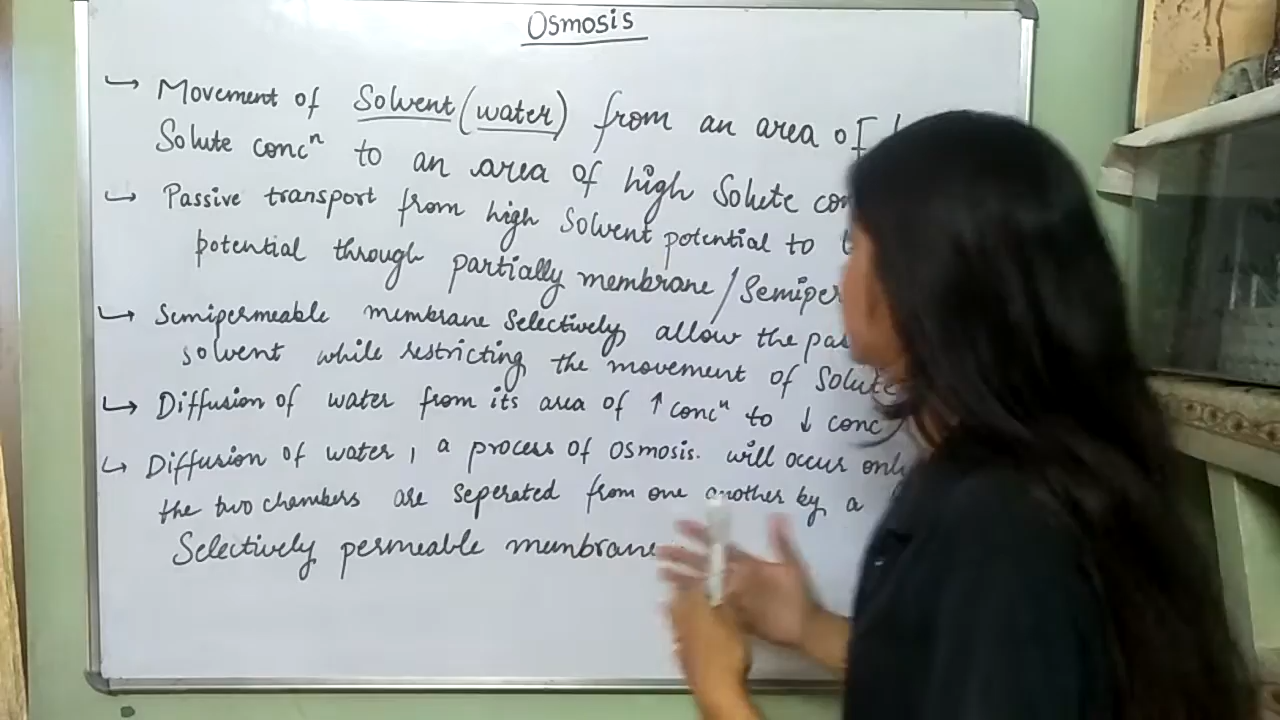 Osmosis
↳ Movement of Solvent (water) from an area of
Solute concⁿ to an area of high Solute
↳ Passive transport from high Solvent potential to
potential through partially membrane /
↳ Semipermeable membrane Selectively allow the
solvent while restricting the movement of Solute
↳ Diffusion of water from its area of ↑ concⁿ to ↓ conc
↳ Diffusion of water, a process of osmosis. will occur only
the two chambers are seperated from one another by a
Selectively permeable membrane